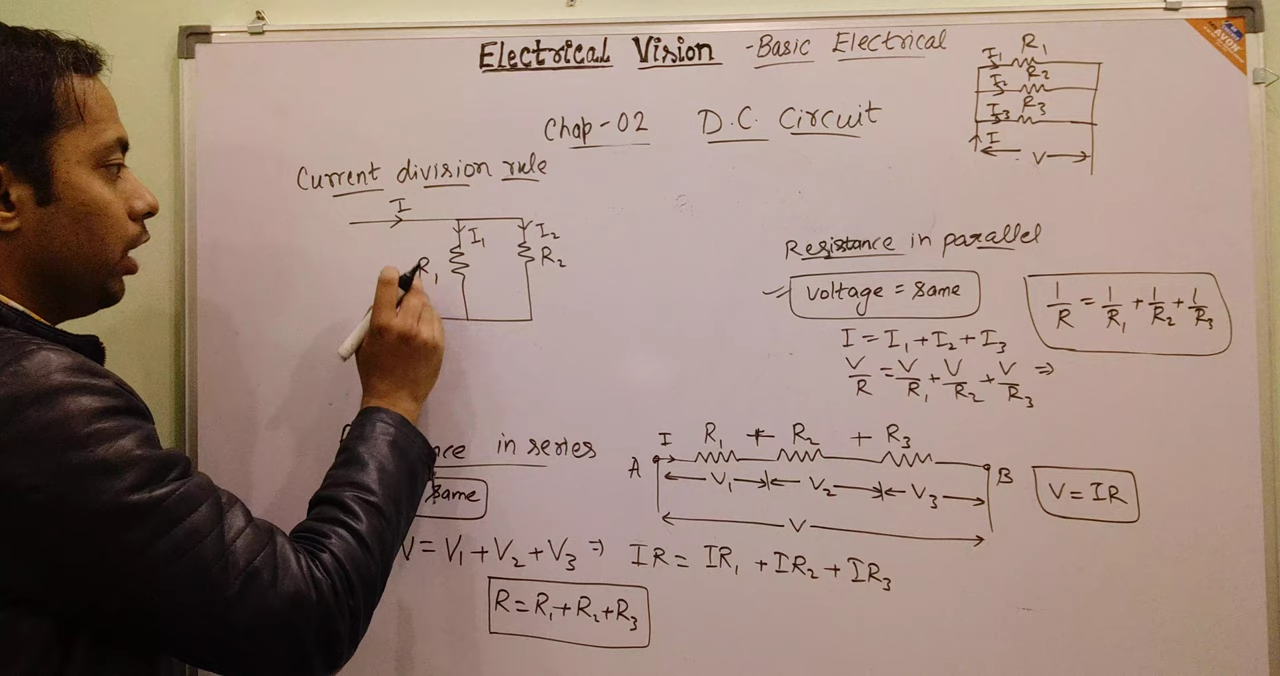 Electrical Vision - Basic Electrical
Chap-02 D.C. Circuit
I₁ R₁
I₂ R₂
I₃ R₃
I
V
AVON
Current division rule
I
I₁ I₂
R₁ R₂
Resistance in parallel
Voltage = Same
1/R = 1/R₁ + 1/R₂ + 1/R₃
I = I₁ + I₂ + I₃
V/R = V/R₁ + V/R₂ + V/R₃ ⇒
in series
Same
A I R₁ + R₂ + R₃ B
V₁ V₂ V₃
V
V = IR
V = V₁ + V₂ + V₃ ⇒ IR = IR₁ + IR₂ + IR₃
R = R₁ + R₂ + R₃